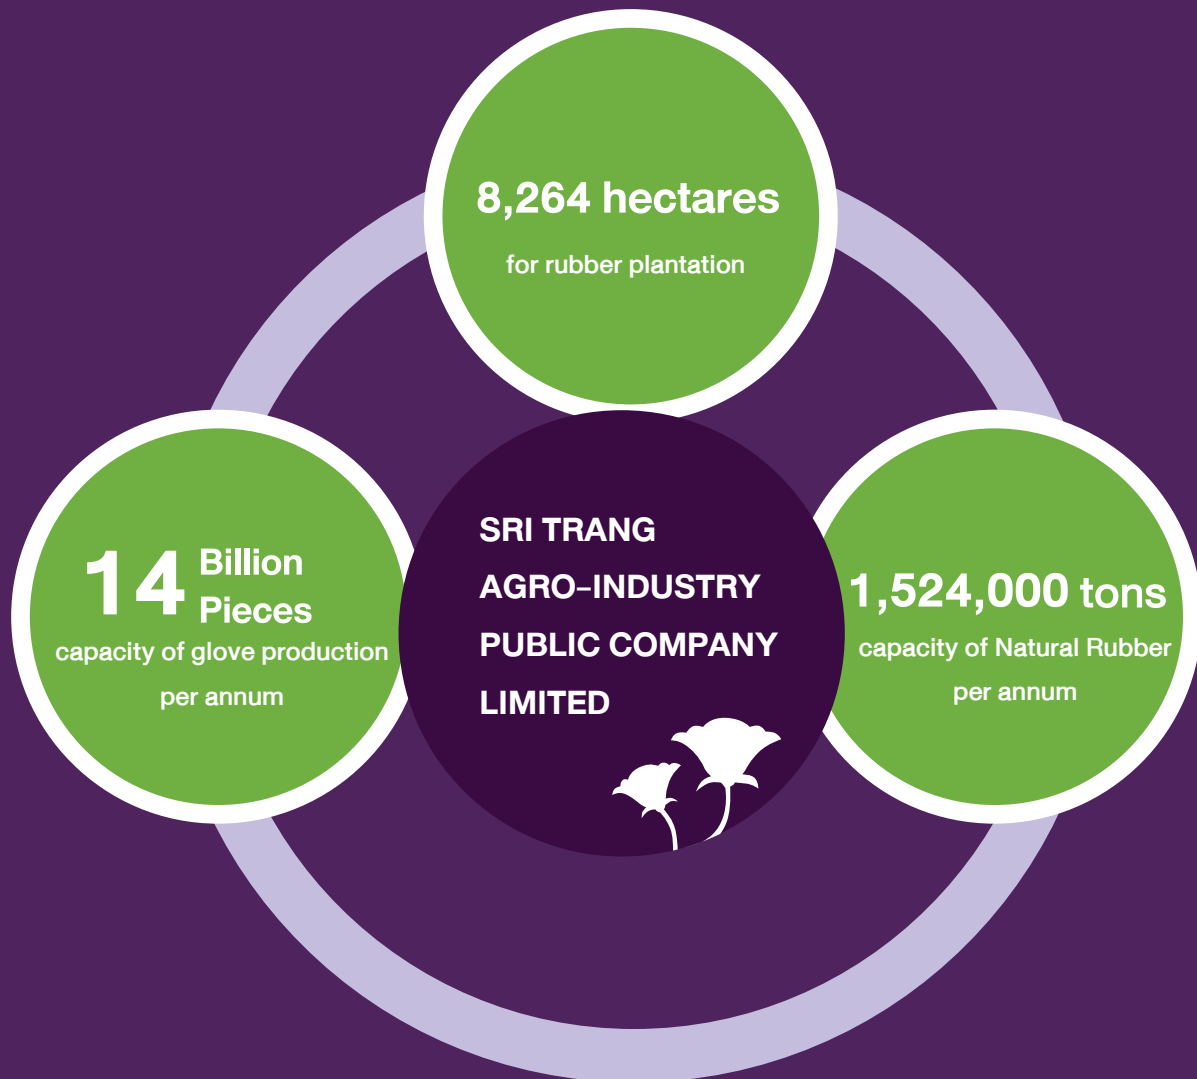 8,264 hectares
for rubber plantation
14 Billion
Pieces
capacity of glove production
per annum
SRI TRANG
AGRO–INDUSTRY
PUBLIC COMPANY
LIMITED
1,524,000 tons
capacity of Natural Rubber
per annum